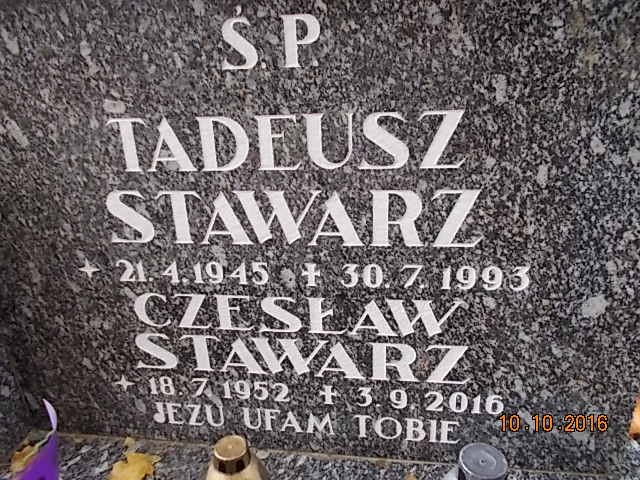 Ś.P.
TADEUSZ
STAWARZ
21.4.1945 30.7.1993
CZESŁAW
STAWARZ
18.7.1952 3.9.2016
JEZU UFAM TOBIE
10.10.2016